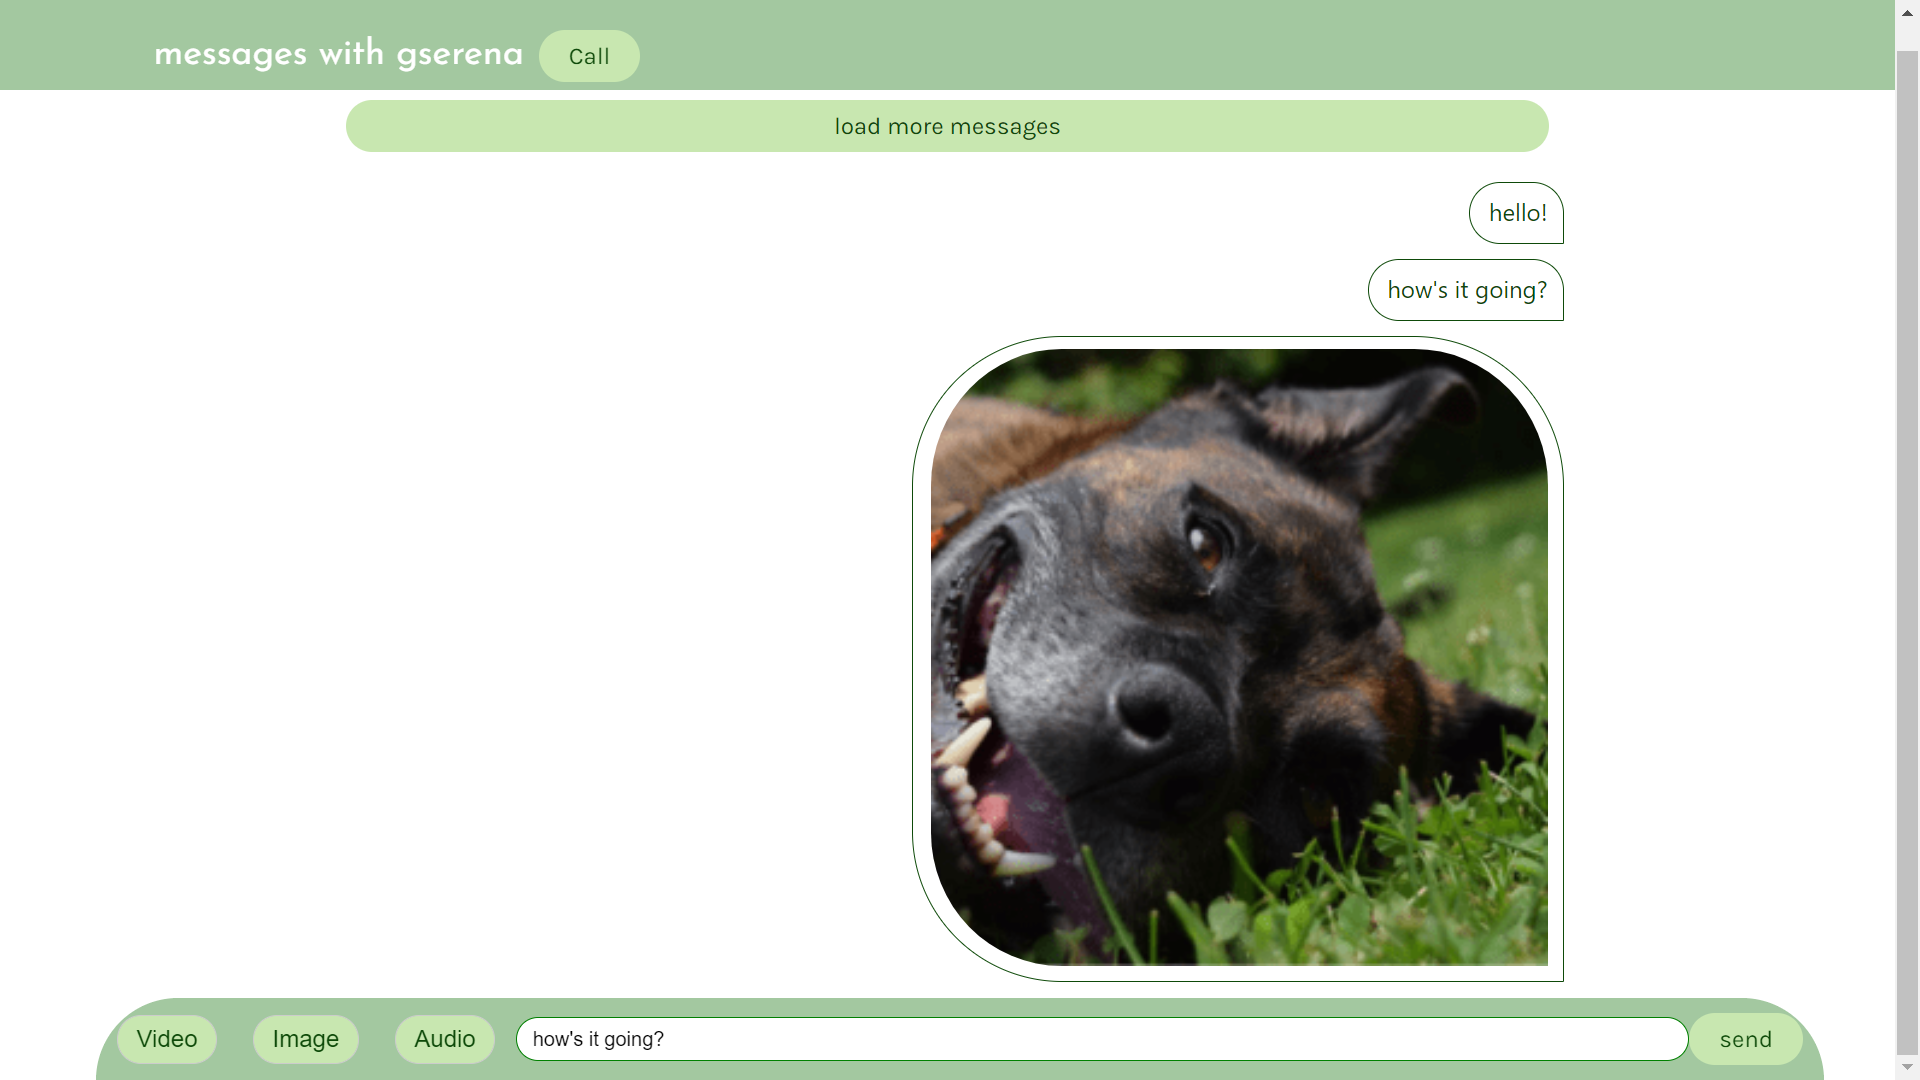 messages with gserena
Call
load more messages
hello!
how's it going?
Video
Image
Audio
how's it going?
send